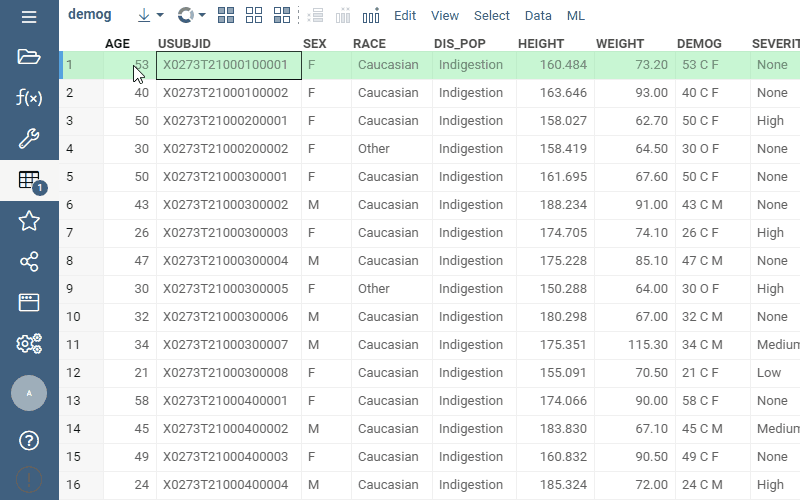 demog Edit View Select Data ML
AGE USUBJID SEX RACE DIS_POP HEIGHT WEIGHT DEMOG SEVERIT
1 53 X0273T21000100001 F Caucasian Indigestion 160.484 73.20 53 C F None
2 40 X0273T21000100002 F Caucasian Indigestion 163.646 93.00 40 C F None
f(x) 3 50 X0273T21000200001 F Caucasian Indigestion 158.027 62.70 50 C F High
4 30 X0273T21000200002 F Other Indigestion 158.419 64.50 30 O F None
5 50 X0273T21000300001 F Caucasian Indigestion 161.695 67.60 50 C F None
1 6 43 X0273T21000300002 M Caucasian Indigestion 188.234 91.00 43 C M None
7 26 X0273T21000300003 F Caucasian Indigestion 174.705 74.10 26 C F High
8 47 X0273T21000300004 M Caucasian Indigestion 175.228 85.10 47 C M None
9 30 X0273T21000300005 F Other Indigestion 150.288 64.00 30 O F High
10 32 X0273T21000300006 M Caucasian Indigestion 180.298 67.00 32 C M None
11 34 X0273T21000300007 M Caucasian Indigestion 175.351 115.30 34 C M Medium
12 21 X0273T21000300008 F Caucasian Indigestion 155.091 70.50 21 C F Low
A 13 58 X0273T21000400001 F Caucasian Indigestion 174.066 90.00 58 C F None
14 45 X0273T21000400002 M Caucasian Indigestion 183.830 67.10 45 C M Medium
15 49 X0273T21000400003 F Caucasian Indigestion 160.832 90.50 49 C F None
16 24 X0273T21000400004 M Caucasian Indigestion 185.324 72.00 24 C M None